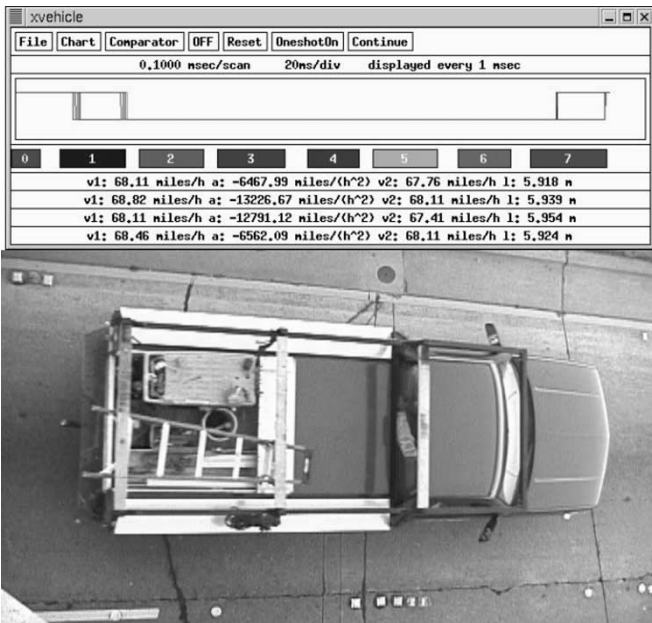 xvehicle
File Chart Comparator OFF Reset OneshotOn Continue
0.1000 msec/scan 20ms/div displayed every 1 msec
0 1 2 3 4 5 6 7
v1: 68.11 miles/h a: -6467.99 miles/(h^2) v2: 67.76 miles/h l: 5.918 m
v1: 68.82 miles/h a: -13226.67 miles/(h^2) v2: 68.11 miles/h l: 5.939 m
v1: 68.11 miles/h a: -12791.12 miles/(h^2) v2: 67.41 miles/h l: 5.954 m
v1: 68.46 miles/h a: -6562.09 miles/(h^2) v2: 68.11 miles/h l: 5.924 m